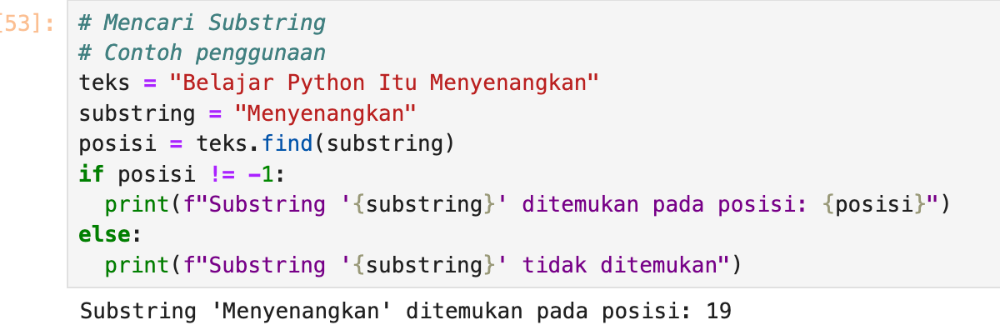 [53]:
# Mencari Substring
# Contoh penggunaan
teks = "Belajar Python Itu Menyenangkan"
substring = "Menyenangkan"
posisi = teks.find(substring)
if posisi != -1:
  print(f"Substring '{substring}' ditemukan pada posisi: {posisi}")
else:
  print(f"Substring '{substring}' tidak ditemukan")
Substring 'Menyenangkan' ditemukan pada posisi: 19